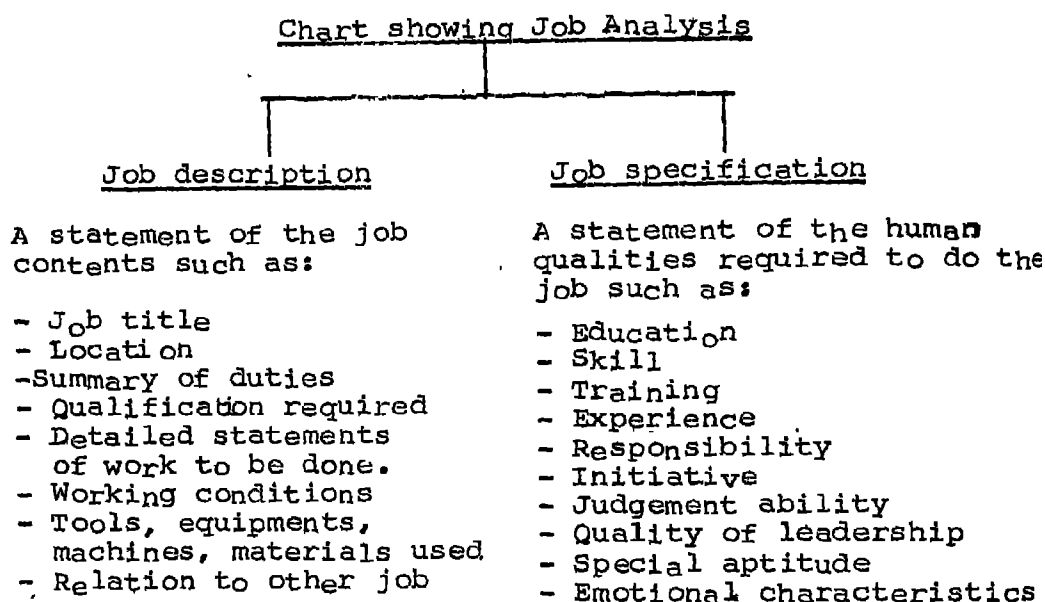 Chart showing Job Analysis
Job description
A statement of the job
contents such as:
- Job title
- Location
-Summary of duties
- Qualification required
- Detailed statements
of work to be done.
- Working conditions
- Tools, equipments,
machines, materials used
- Relation to other job
Job specification
A statement of the human
qualities required to do the
job such as:
- Education
- Skill
- Training
- Experience
- Responsibility
- Initiative
- Judgement ability
- Quality of leadership
- Special aptitude
- Emotional characteristics